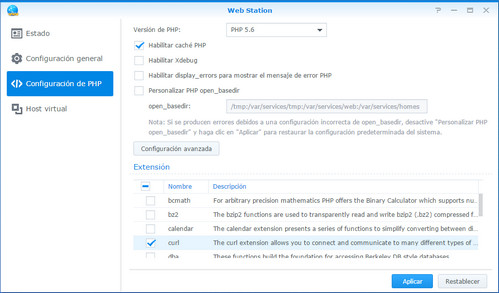 Web Station
Estado
Configuración general
Configuración de PHP
Host virtual
Versión de PHP:
PHP 5.6
Habilitar caché PHP
Habilitar Xdebug
Habilitar display_errors para mostrar el mensaje de error PHP
Personalizar PHP open_basedir
open_basedir:
/tmp:/var/services/tmp:/var/services/web:/var/services/homes
Nota: Si se producen errores debidos a una configuración incorrecta de open_basedir, desactive "Personalizar PHP
open_basedir" y haga clic en "Aplicar" para restaurar la configuración predeterminada del sistema.
Configuración avanzada
Extensión
Nombre Descripción
bcmath For arbitrary precision mathematics PHP offers the Binary Calculator which supports nu...
bz2 The bzip2 functions are used to transparently read and write bzip2 (.bz2) compressed f...
calendar The calendar extension presents a series of functions to simplify converting between di...
curl The curl extension allows you to connect and communicate to many different types of ...
dba These functions build the foundation for accessing Berkeley DB style databases.
Aplicar
Restablecer